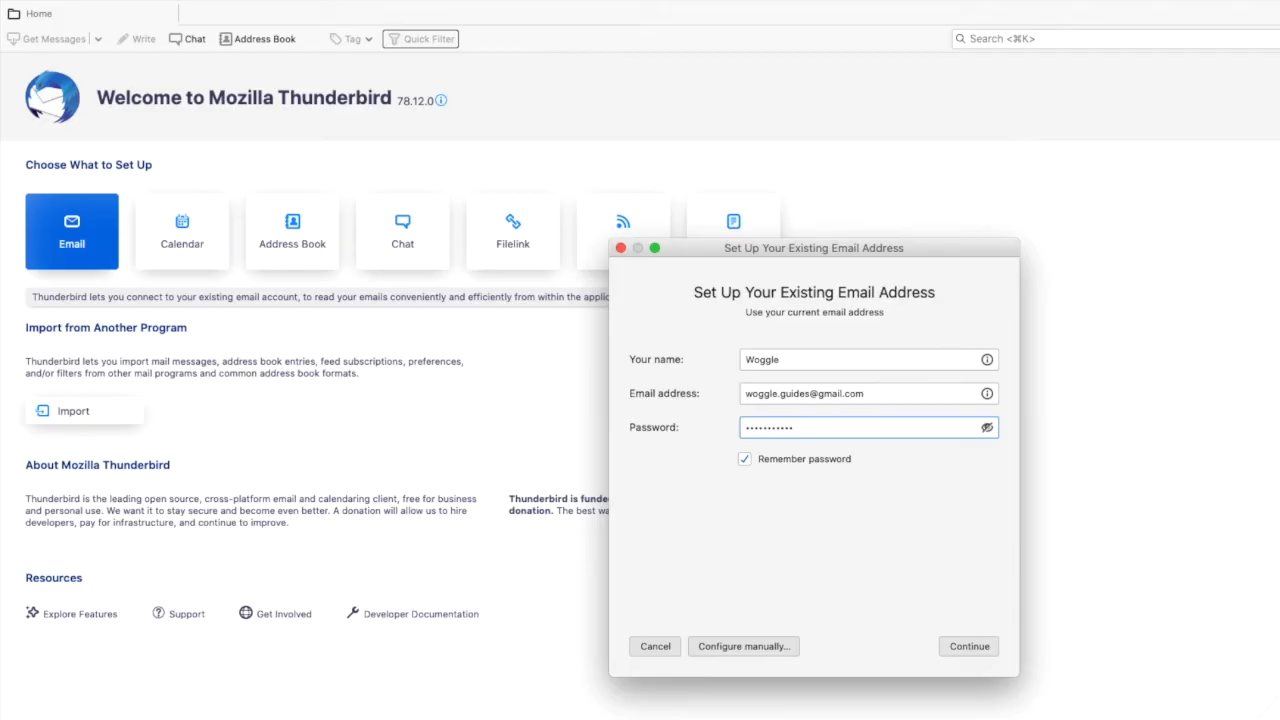 Home
Get Messages
Write
Chat
Address Book
Tag
Quick Filter
Search <⌘K>
Welcome to Mozilla Thunderbird 78.12.0
Choose What to Set Up
Email
Calendar
Address Book
Chat
Filelink
Thunderbird lets you connect to your existing email account, to read your emails conveniently and efficiently from within the applic
Import from Another Program
Thunderbird lets you import mail messages, address book entries, feed subscriptions, preferences,
and/or filters from other mail programs and common address book formats.
Import
About Mozilla Thunderbird
Thunderbird is the leading open source, cross-platform email and calendaring client, free for business
and personal use. We want it to stay secure and become even better. A donation will allow us to hire
developers, pay for infrastructure, and continue to improve.
Thunderbird is funde
donation. The best wa
Resources
Explore Features
Support
Get Involved
Developer Documentation
Set Up Your Existing Email Address
Set Up Your Existing Email Address
Use your current email address
Your name:
Woggle
Email address:
woggle.guides@gmail.com
Password:
•••••••••••
Remember password
Cancel
Configure manually...
Continue